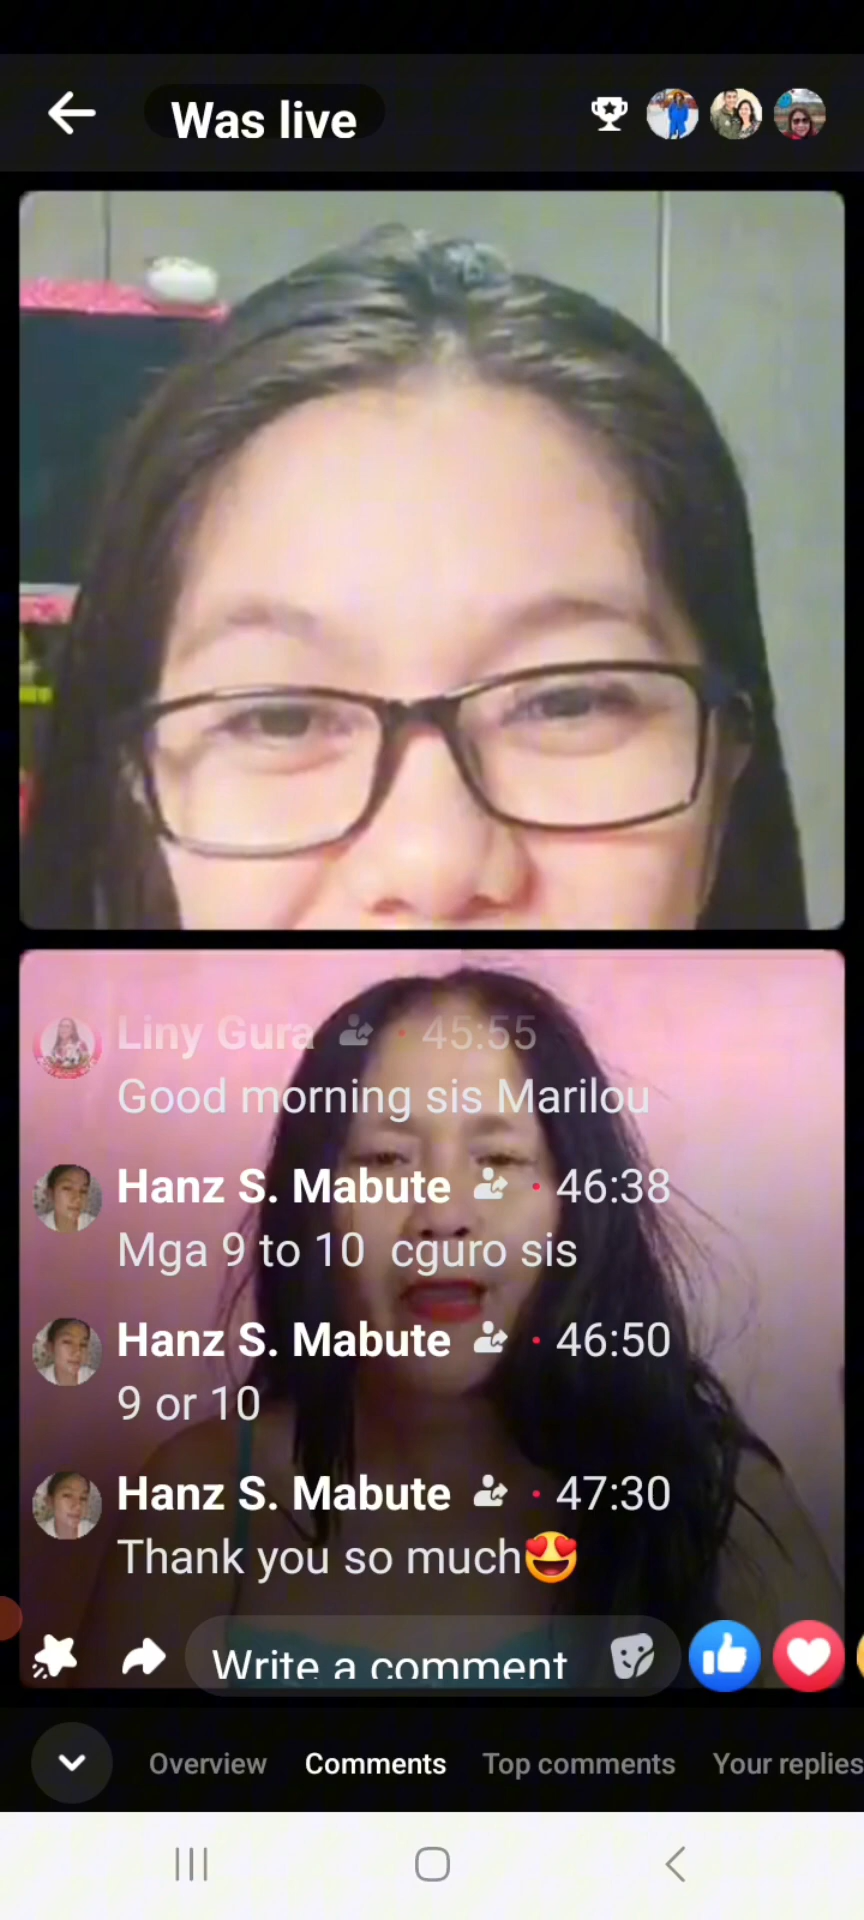 Was live
Liny Gura · 45:55
Good morning sis Marilou
Hanz S. Mabute · 46:38
Mga 9 to 10  cguro sis
Hanz S. Mabute · 46:50
9 or 10
Hanz S. Mabute · 47:30
Thank you so much😍
Write a comment
Overview Comments Top comments Your replies